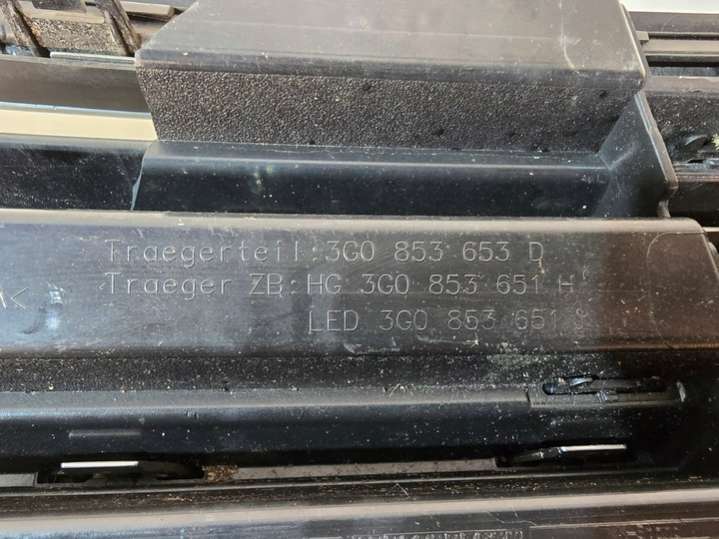 Traegerteil:3G0 853 653 D
Traeger ZB:HG 3G0 853 651 H
LED 3G0 853 651